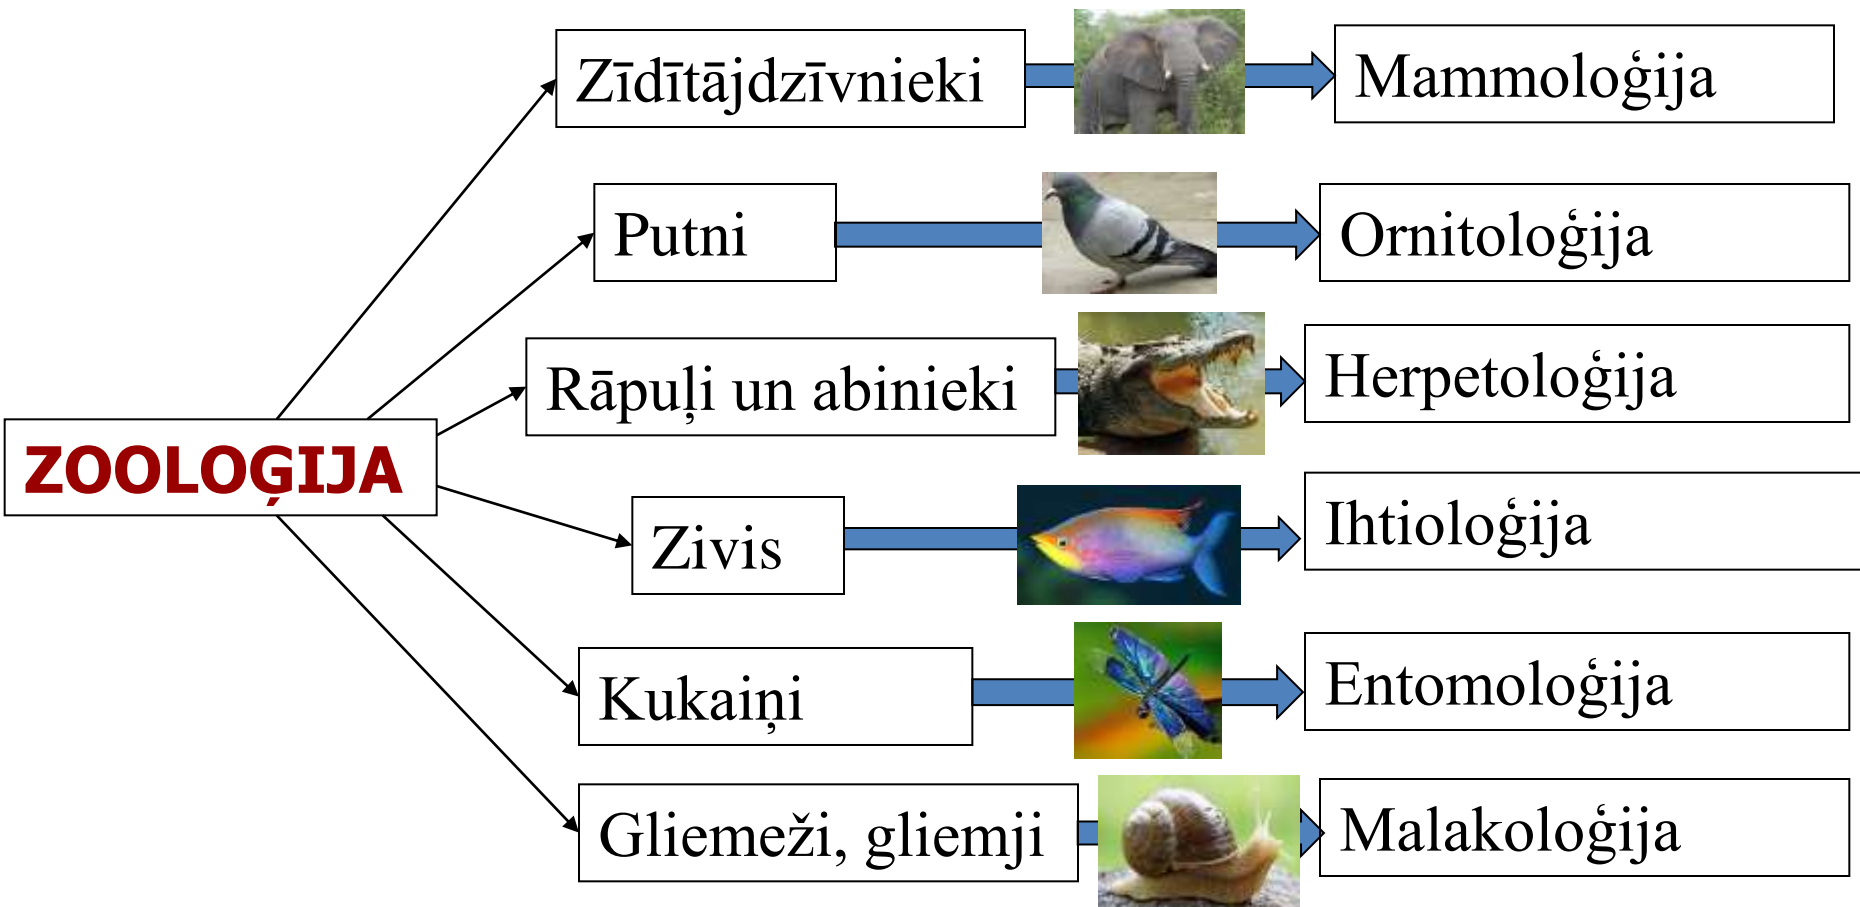 Zīdītājdzīvnieki
Mammoloģija
Putni
Ornitoloģija
Rāpuļi un abinieki
Herpetoloģija
ZOOLOĢIJA
Zivis
Ihtioloģija
Kukaiņi
Entomoloģija
Gliemeži, gliemji
Malakoloģija